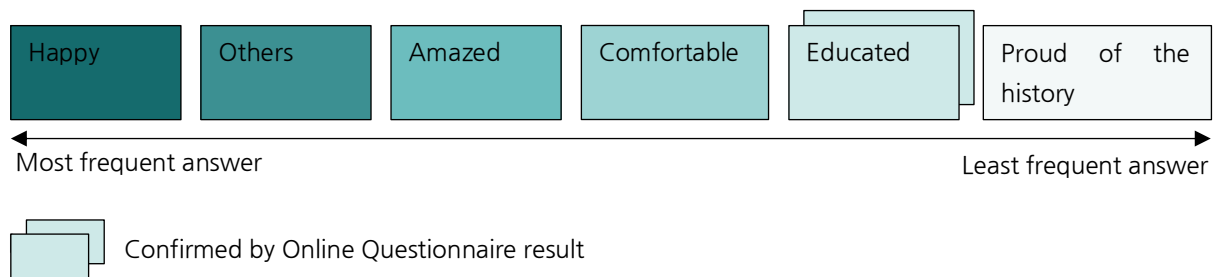 Happy
Others
Amazed
Comfortable
Educated
Proud of the
history
Most frequent answer
Least frequent answer
Confirmed by Online Questionnaire result